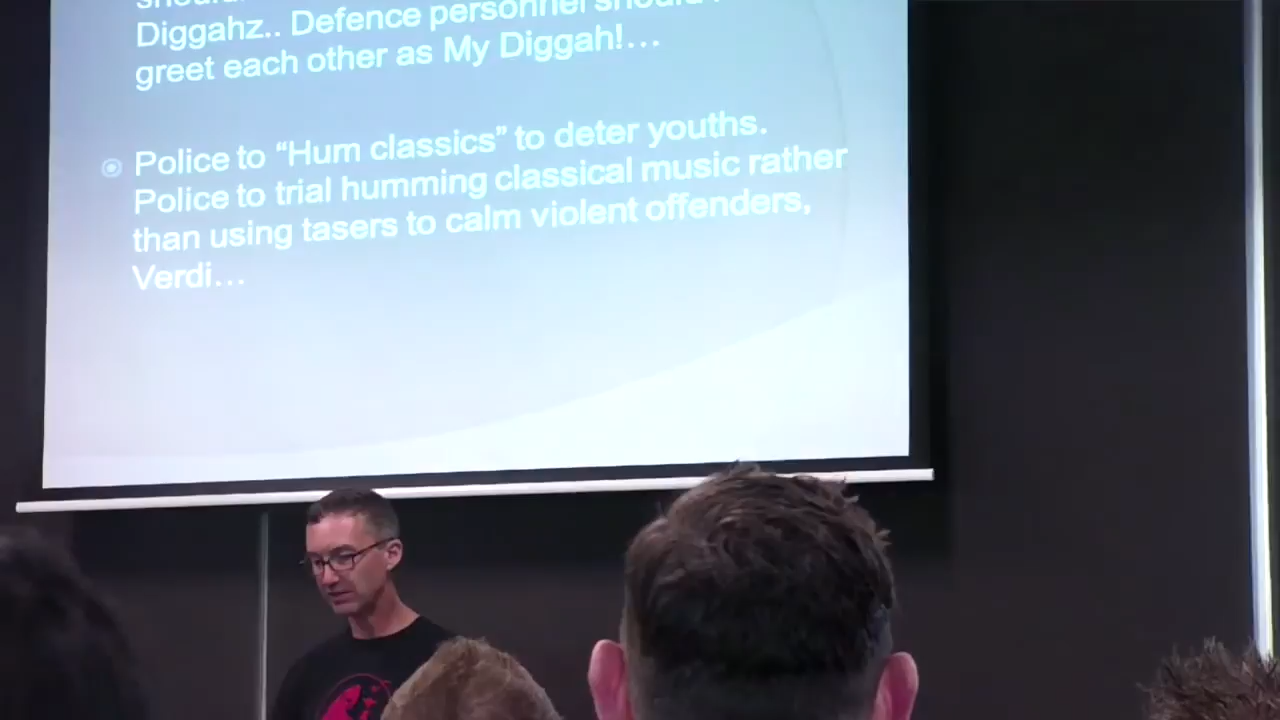 Diggahz.. Defence personnel should
greet each other as My Diggah!...
Police to “Hum classics” to deter youths.
Police to trial humming classical music rather
than using tasers to calm violent offenders,
Verdi...